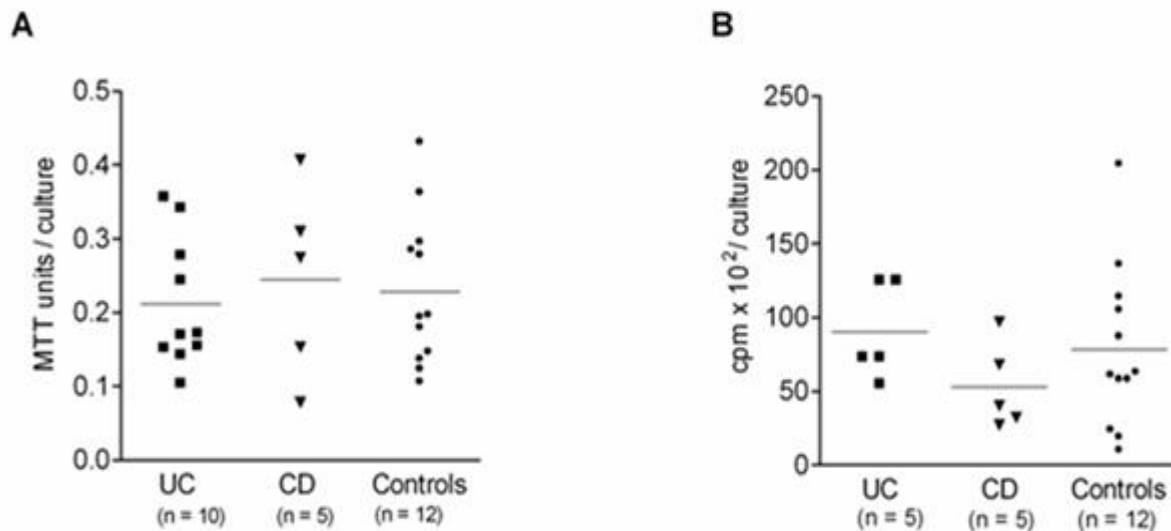 A
B
MTT units / culture
0.5
0.4
0.3
0.2
0.1
0.0
UC
CD
Controls
(n = 10)
(n = 5)
(n = 12)
cpm x 10²/ culture
250
200
150
100
50
0
UC
CD
Controls
(n = 5)
(n = 5)
(n = 12)